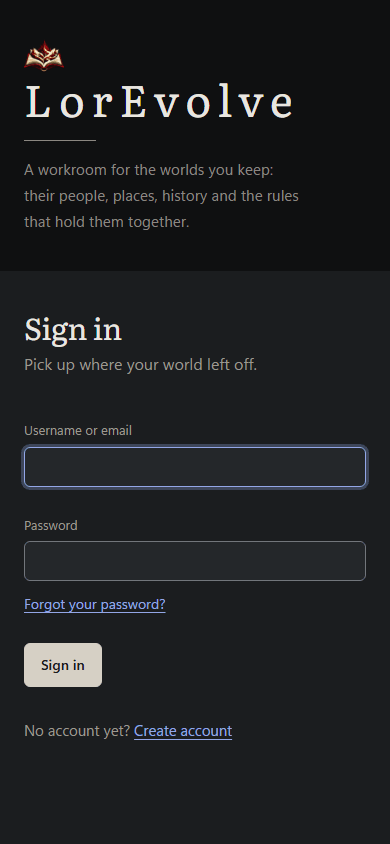 LorEvolve
A workroom for the worlds you keep:
their people, places, history and the rules
that hold them together.
Sign in
Pick up where your world left off.
Username or email
Password
Forgot your password?
Sign in
No account yet? Create account